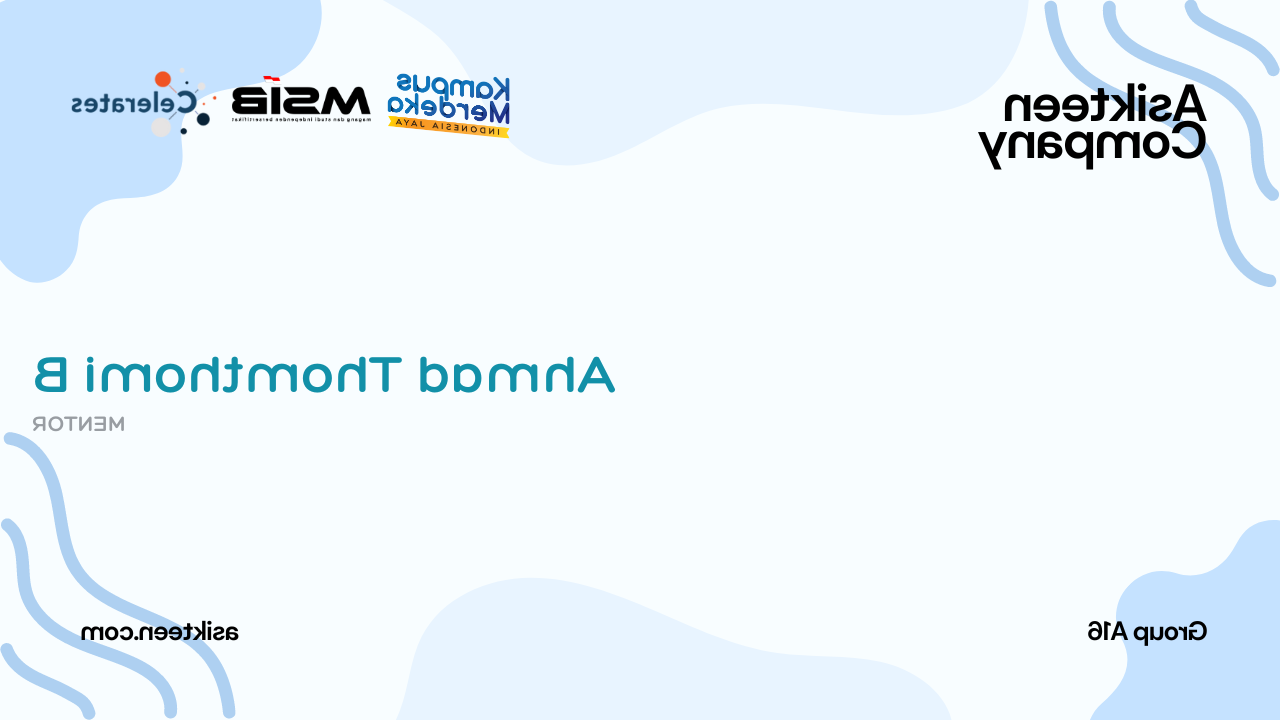 Asikteen
Company
Kampus
Merdeka
INDONESIA JAYA
MSIB
magang dan studi independen bersertifikat
Celerates
Ahmad Thomthomi B
MENTOR
Group A16
asikteen.com